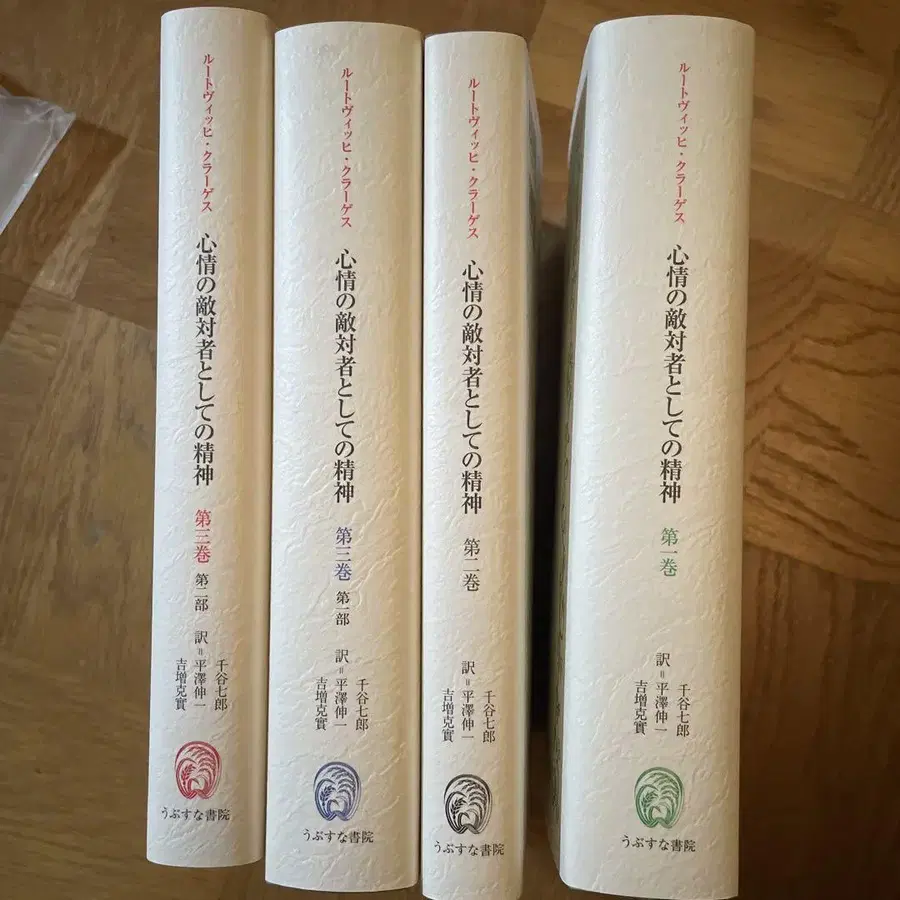 ルートヴィッヒ・クラーゲス
心情の敵対者としての精神
第一巻
訳=
千谷七郎
平澤伸一
吉増克實
うぶすな書院
ルートヴィッヒ・クラーゲス
心情の敵対者としての精神
第二巻
訳=
千谷七郎
平澤伸一
吉増克實
うぶすな書院
ルートヴィッヒ・クラーゲス
心情の敵対者としての精神
第三巻 第一部
訳=
千谷七郎
平澤伸一
吉増克實
うぶすな書院
ルートヴィッヒ・クラーゲス
心情の敵対者としての精神
第三巻 第二部
訳=
千谷七郎
平澤伸一
吉増克實
うぶすな書院